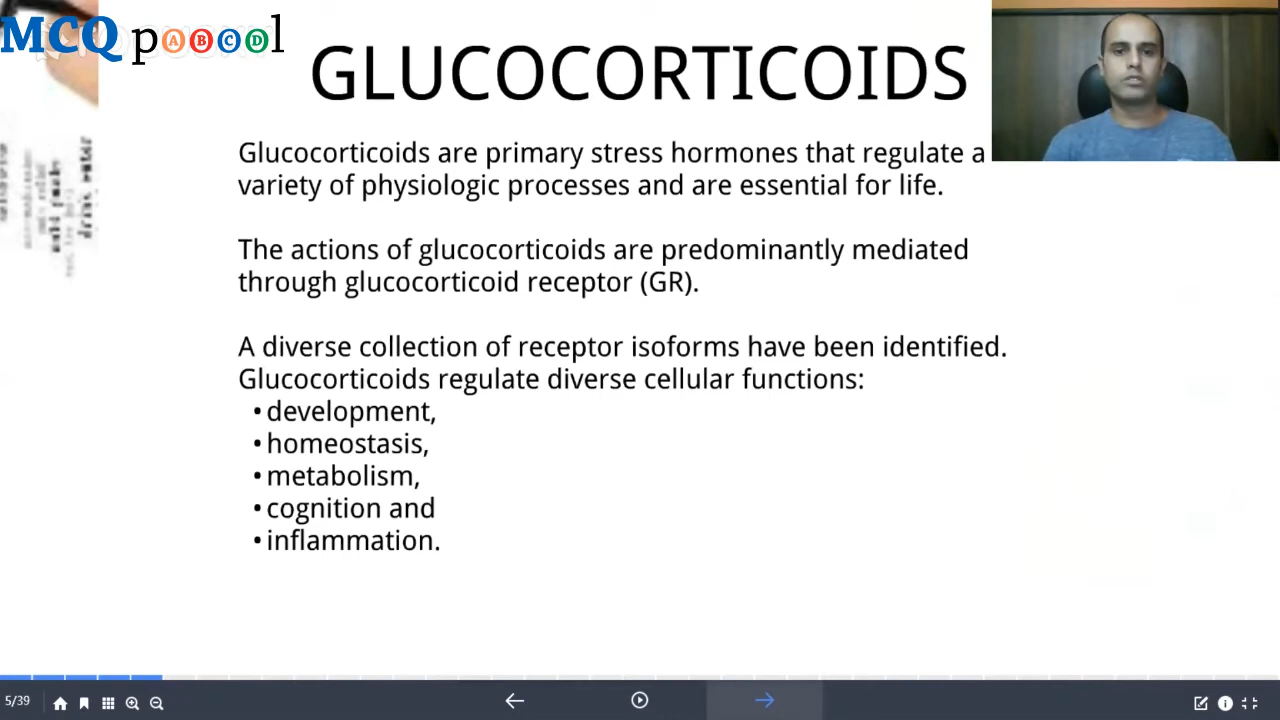 MCQ pABCDl
GLUCOCORTICOIDS
Glucocorticoids are primary stress hormones that regulate a
variety of physiologic processes and are essential for life.
The actions of glucocorticoids are predominantly mediated
through glucocorticoid receptor (GR).
A diverse collection of receptor isoforms have been identified.
Glucocorticoids regulate diverse cellular functions:
• development,
• homeostasis,
• metabolism,
• cognition and
• inflammation.
5/39